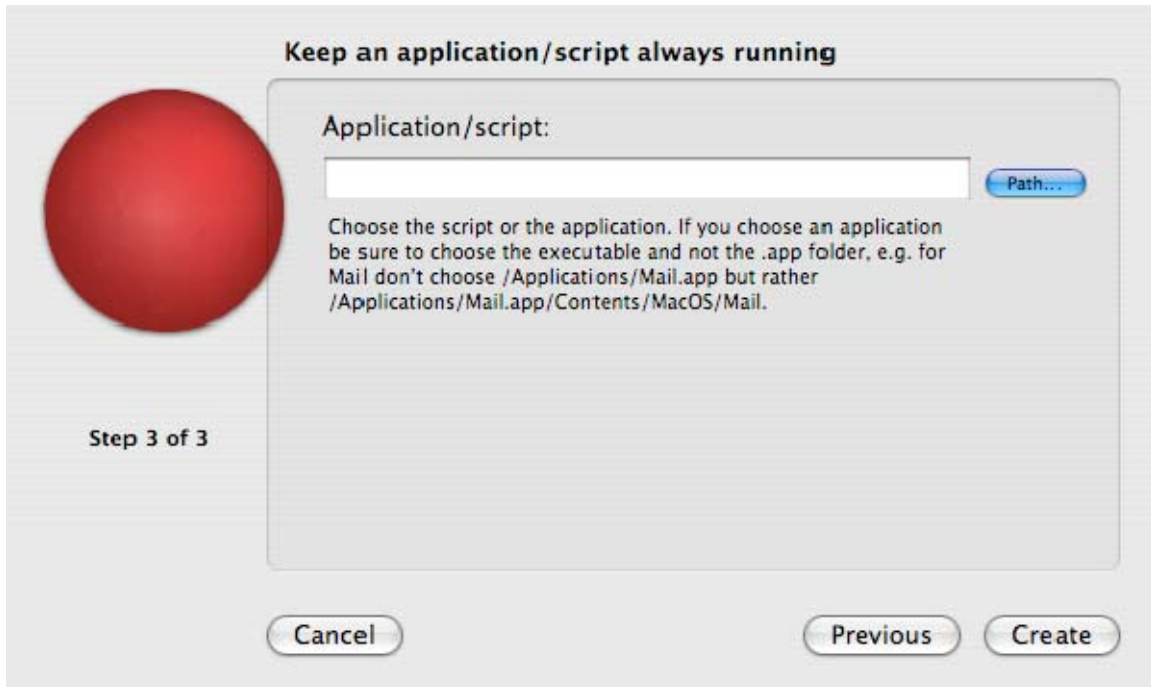 Keep an application/script always running
Application/script:
Path...
Choose the script or the application. If you choose an application
be sure to choose the executable and not the .app folder, e.g. for
Mail don't choose /Applications/Mail.app but rather
/Applications/Mail.app/Contents/MacOS/Mail.
Step 3 of 3
Cancel
Previous
Create